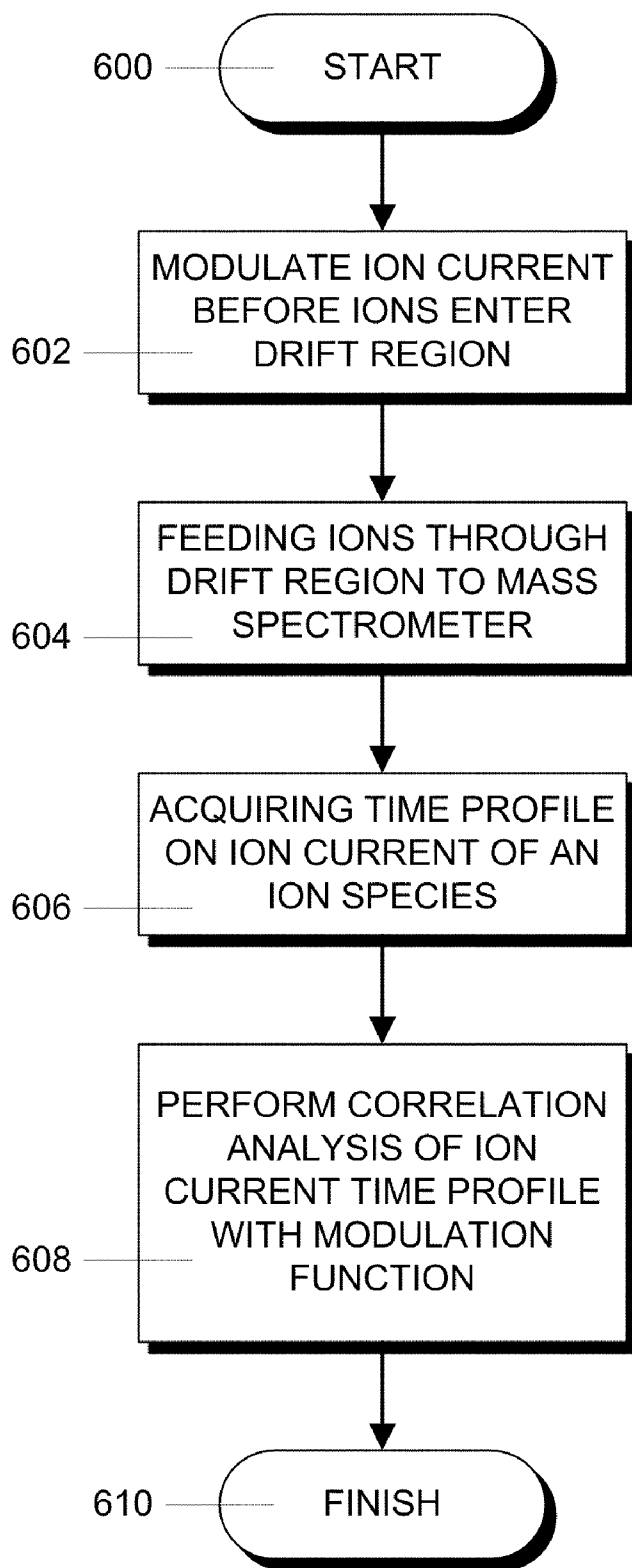 600
START
MODULATE ION CURRENT
BEFORE IONS ENTER
DRIFT REGION
602
FEEDING IONS THROUGH
DRIFT REGION TO MASS
SPECTROMETER
604
ACQUIRING TIME PROFILE
ON ION CURRENT OF AN
ION SPECIES
606
PERFORM CORRELATION
ANALYSIS OF ION
CURRENT TIME PROFILE
WITH MODULATION
FUNCTION
608
610
FINISH